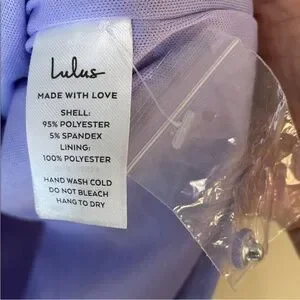 Lulus
MADE WITH LOVE
SHELL:
95% POLYESTER
5% SPANDEX
LINING:
100% POLYESTER
HAND WASH COLD
DO NOT BLEACH
HANG TO DRY